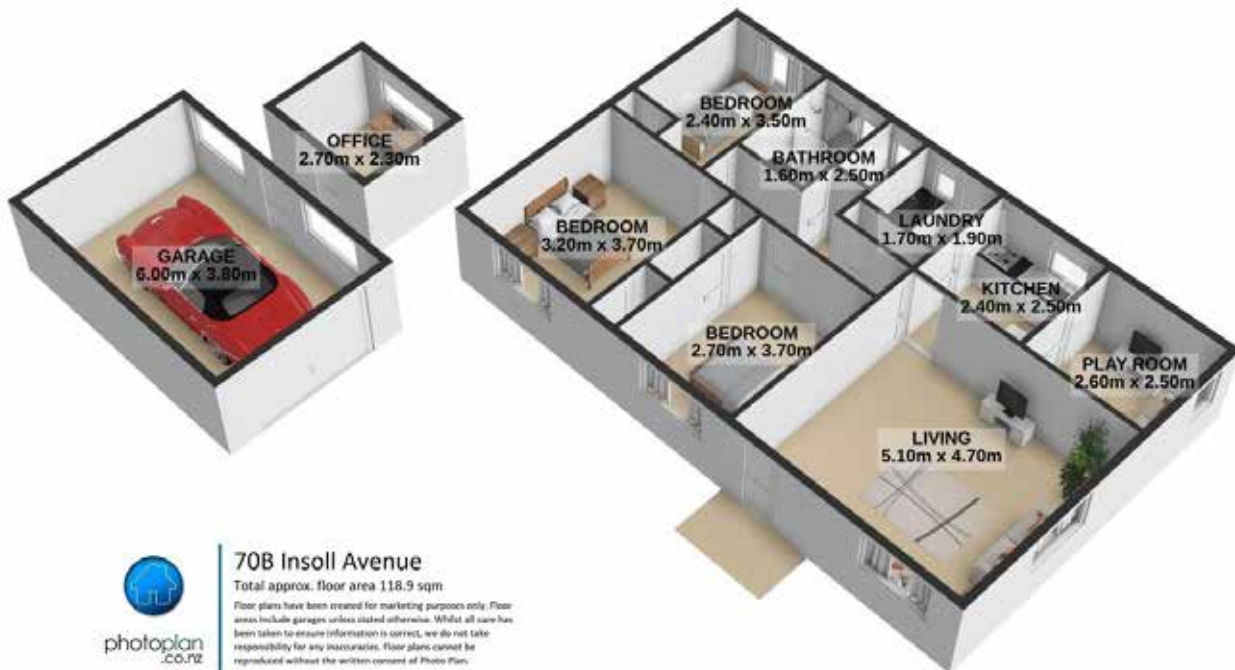 BEDROOM
2.40m x 3.50m
OFFICE
2.70m x 2.30m
BATHROOM
1.60m x 2.50m
BEDROOM
3.20m x 3.70m
LAUNDRY
1.70m x 1.90m
GARAGE
6.00m x 3.80m
KITCHEN
2.40m x 2.50m
BEDROOM
2.70m x 3.70m
PLAY ROOM
2.60m x 2.50m
LIVING
5.10m x 4.70m
70B Insoll Avenue
Total approx. floor area 118.9 sqm
Floor plans have been created for marketing purposes only. Floor
areas include garages unless stated otherwise. Whilst all care has
been taken to ensure information is correct, we do not take
responsibility for any inaccuracies. Floor plans cannot be
reproduced without the written consent of Photo Plan.
photoplan
.co.nz